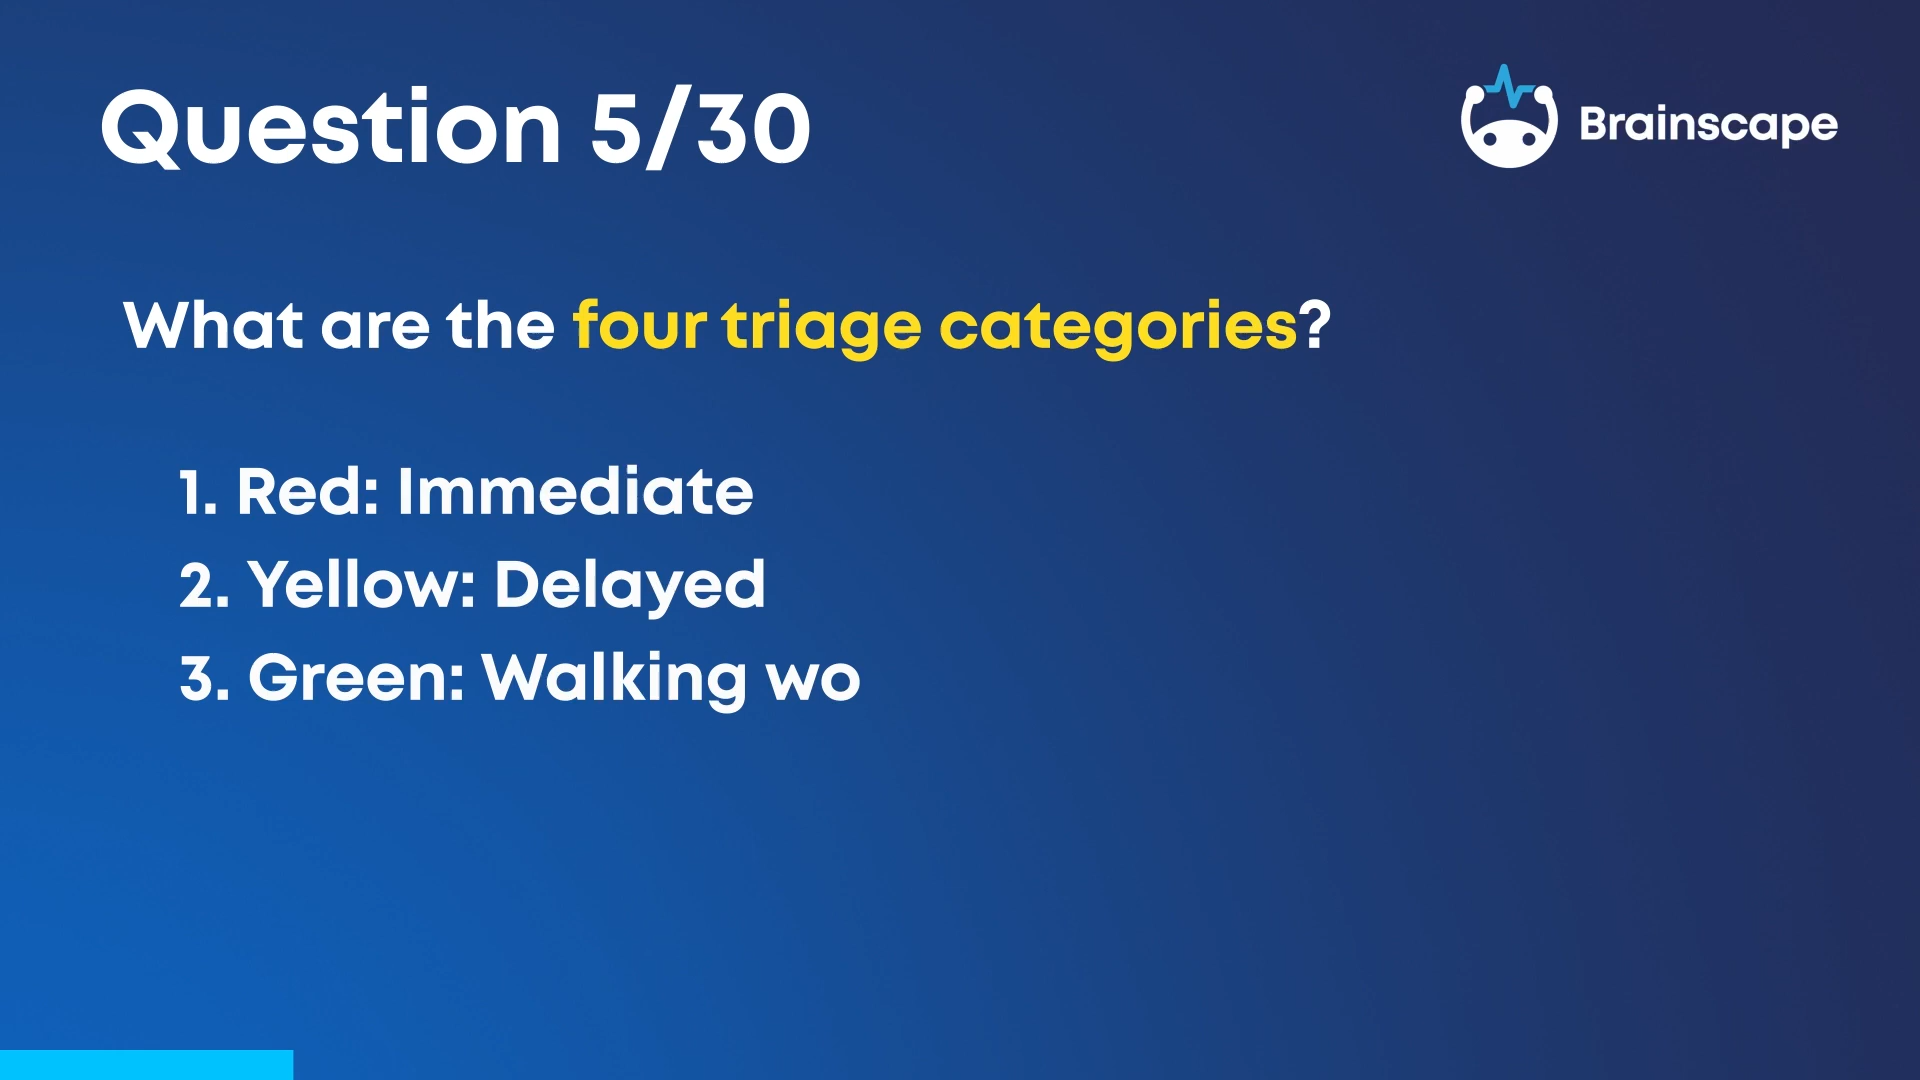 Question 5/30
Brainscape
What are the four triage categories?
1. Red: Immediate
2. Yellow: Delayed
3. Green: Walking wo